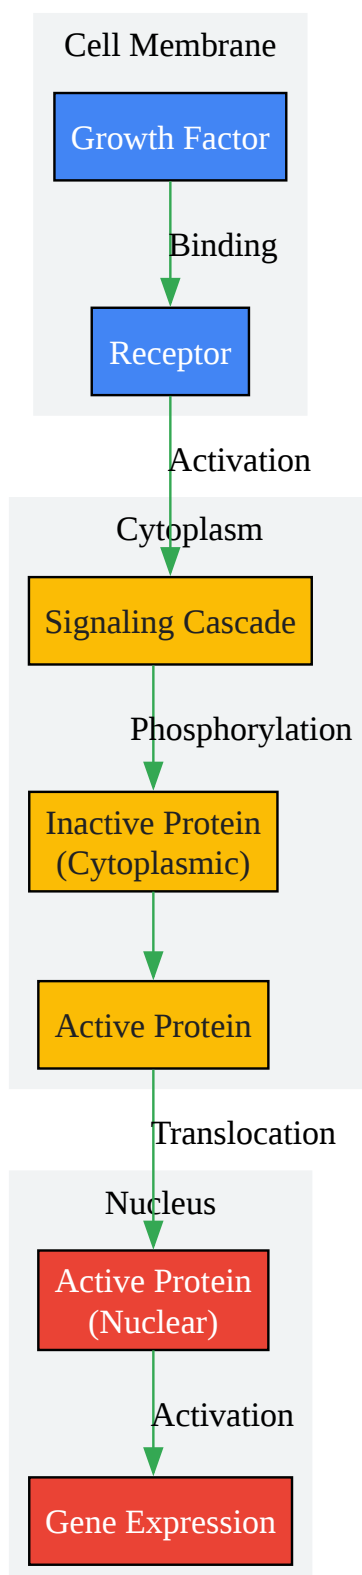 Cell Membrane
Growth Factor
Binding
Receptor
Activation
Cytoplasm
Signaling Cascade
Phosphorylation
Inactive Protein
(Cytoplasmic)
Active Protein
Translocation
Nucleus
Active Protein
(Nuclear)
Activation
Gene Expression